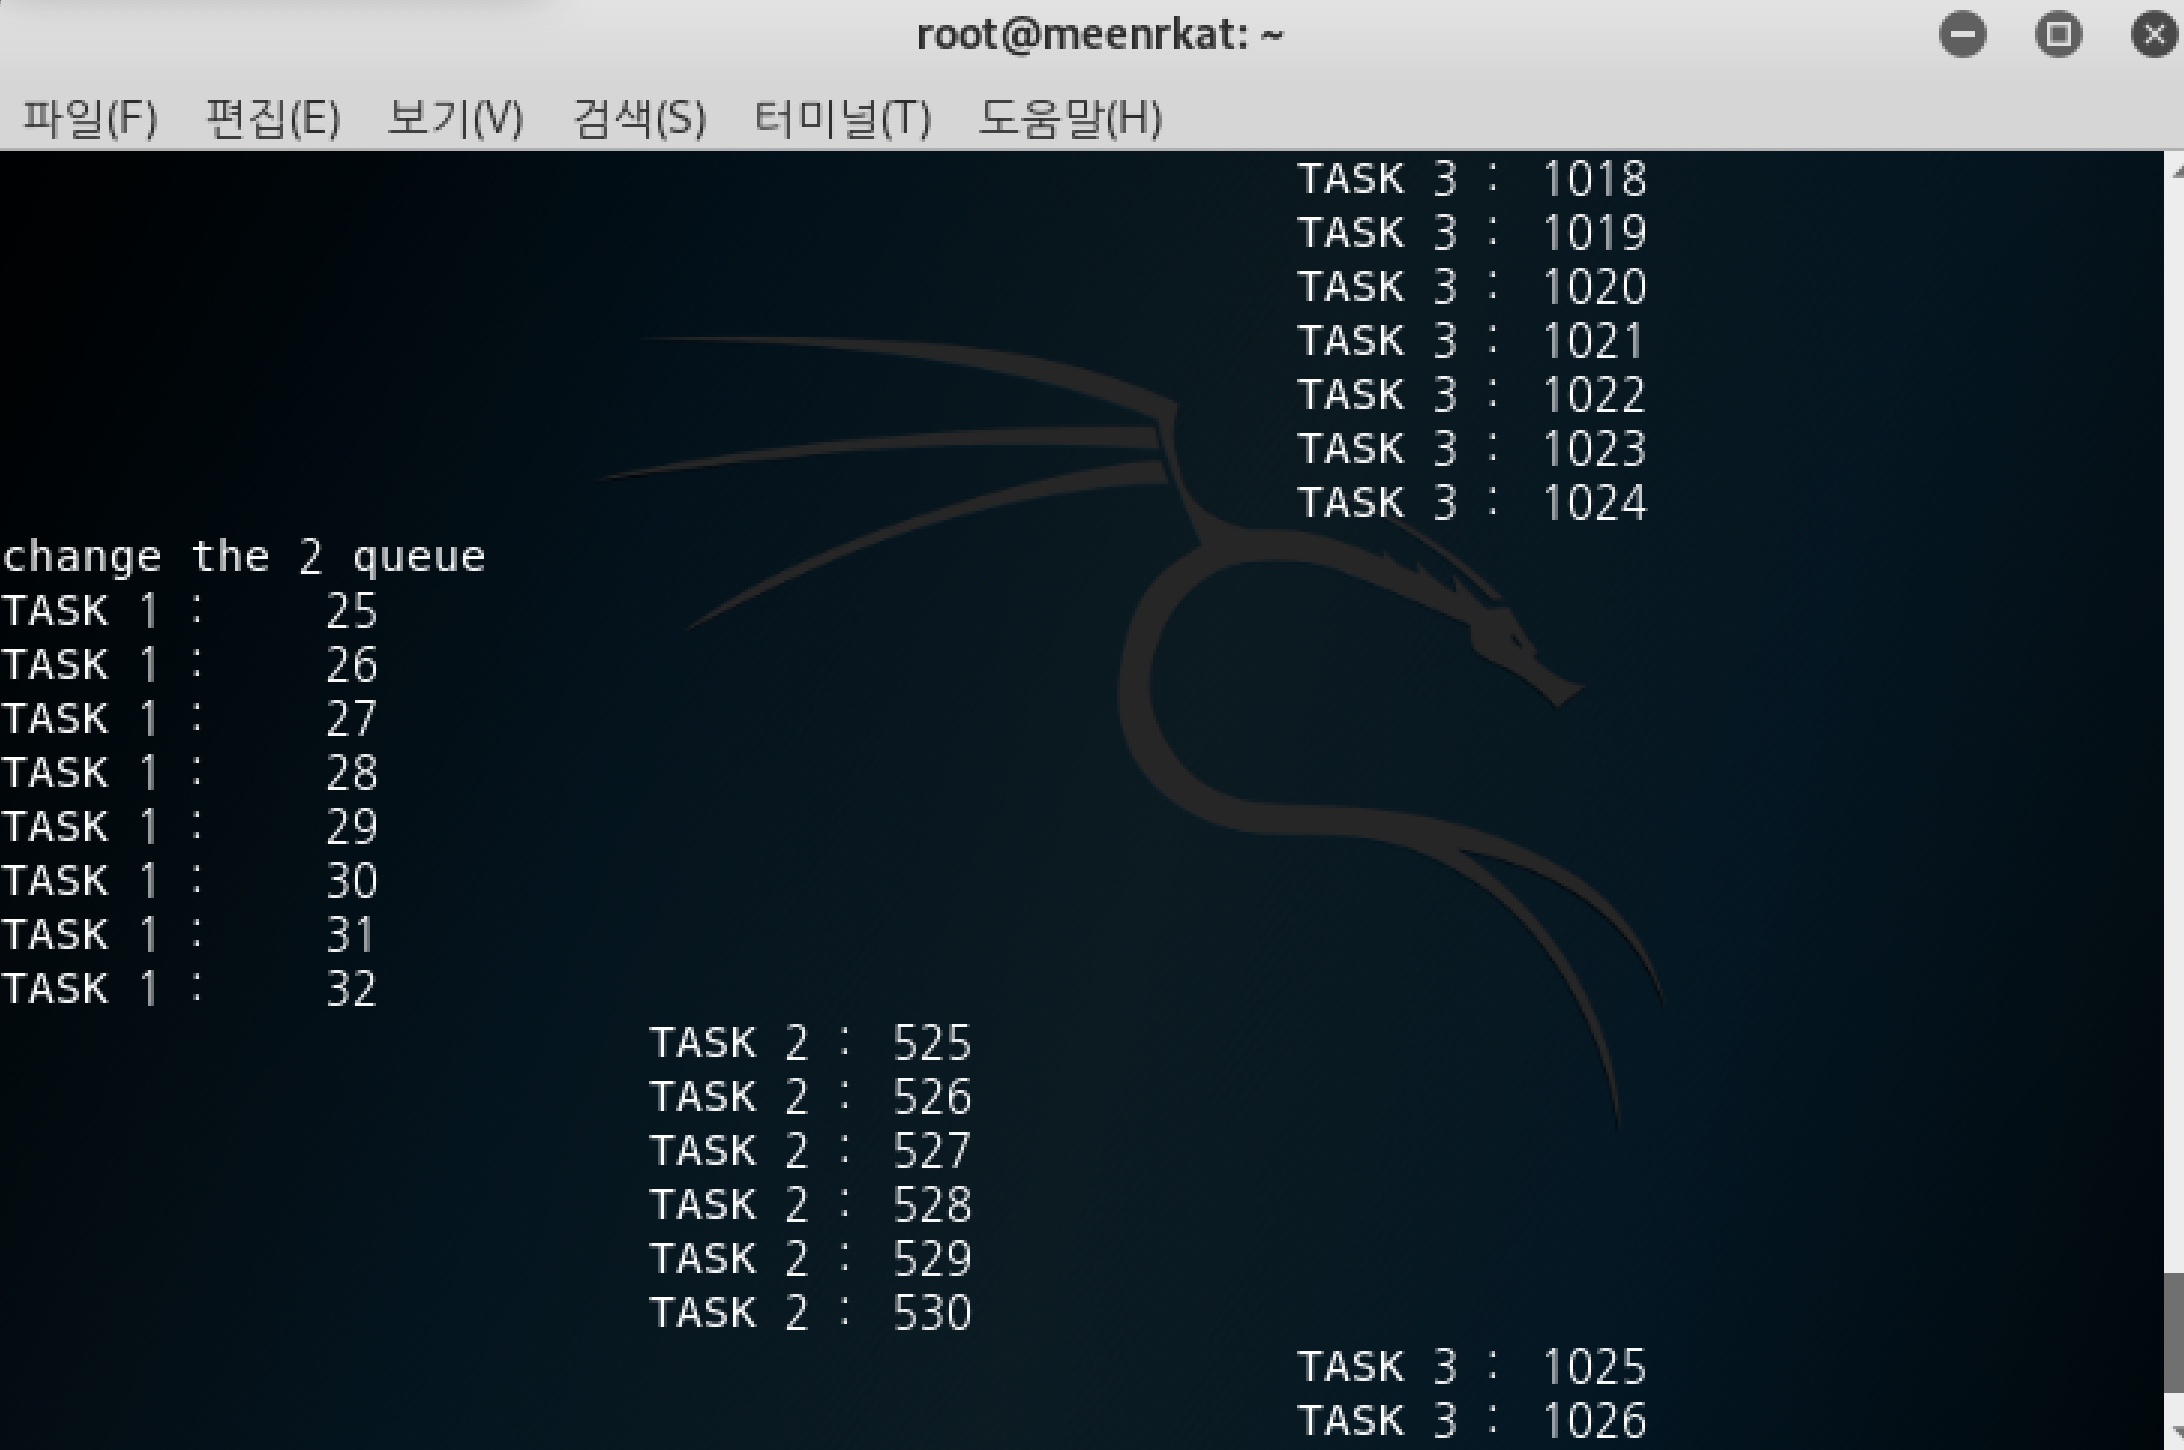 root@meenrkat: ~
파일(F) 편집(E) 보기(V) 검색(S) 터미널(T) 도움말(H)
TASK 3 : 1018
TASK 3 : 1019
TASK 3 : 1020
TASK 3 : 1021
TASK 3 : 1022
TASK 3 : 1023
TASK 3 : 1024
change the 2 queue
TASK 1 : 25
TASK 1 : 26
TASK 1 : 27
TASK 1 : 28
TASK 1 : 29
TASK 1 : 30
TASK 1 : 31
TASK 1 : 32
TASK 2 : 525
TASK 2 : 526
TASK 2 : 527
TASK 2 : 528
TASK 2 : 529
TASK 2 : 530
TASK 3 : 1025
TASK 3 : 1026